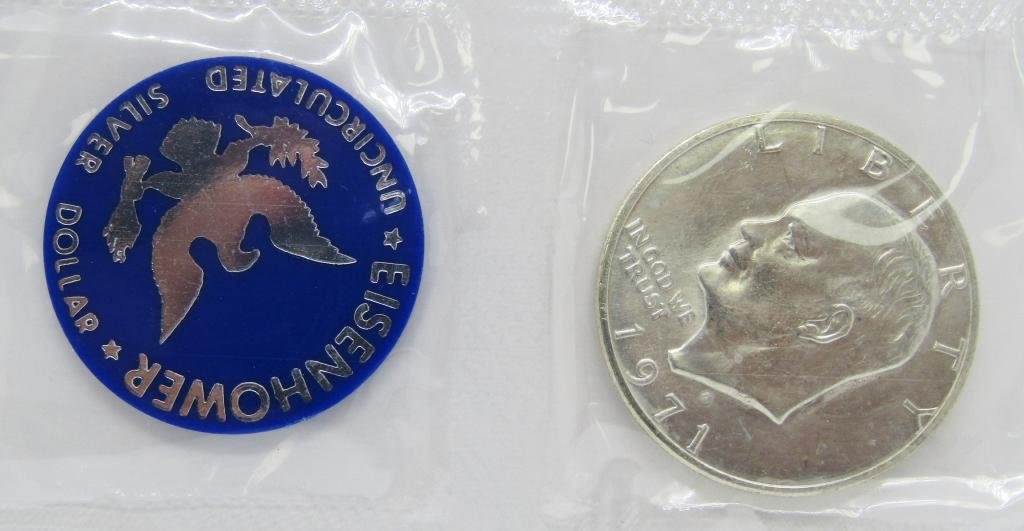 EISENHOWER
UNCIRCULATED SILVER DOLLAR
LIBERTY
IN GOD WE
TRUST
1971